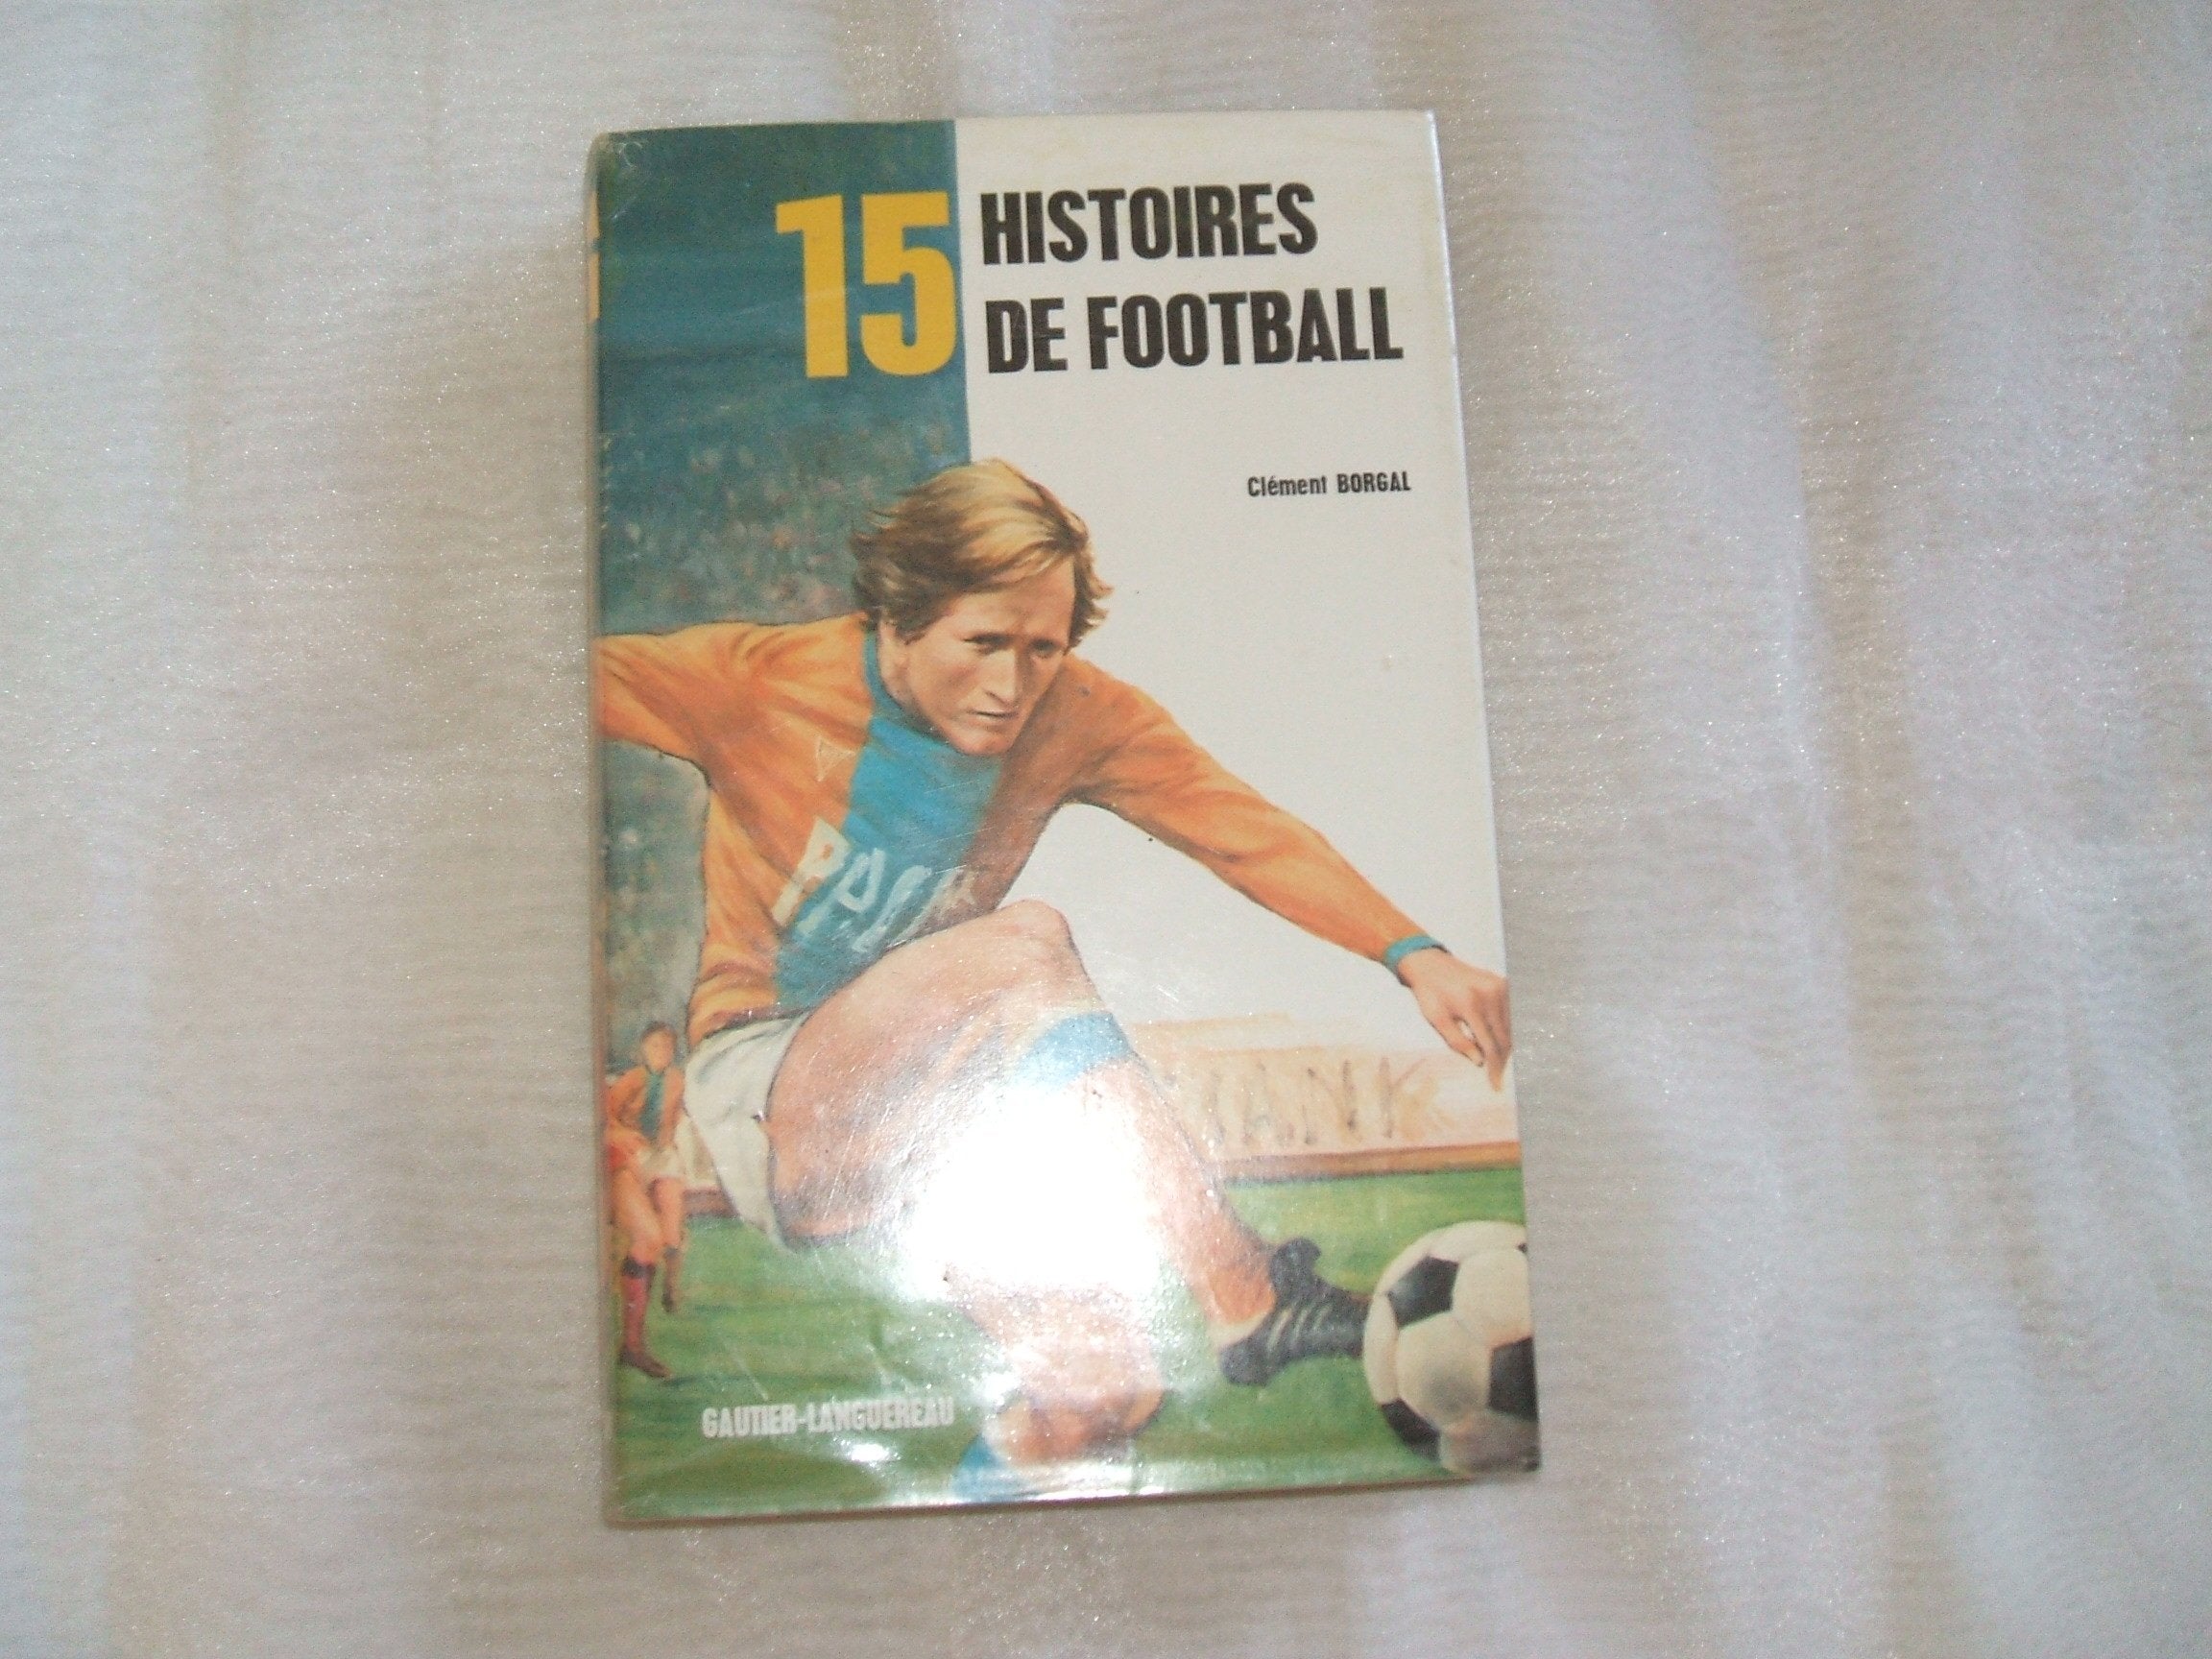 15 HISTOIRES
DE FOOTBALL
Clément BORGAL
GAUTIER-LANGUEREAU